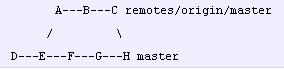 A---B---C remotes/origin/master
/ \
D---E---F---G---H master